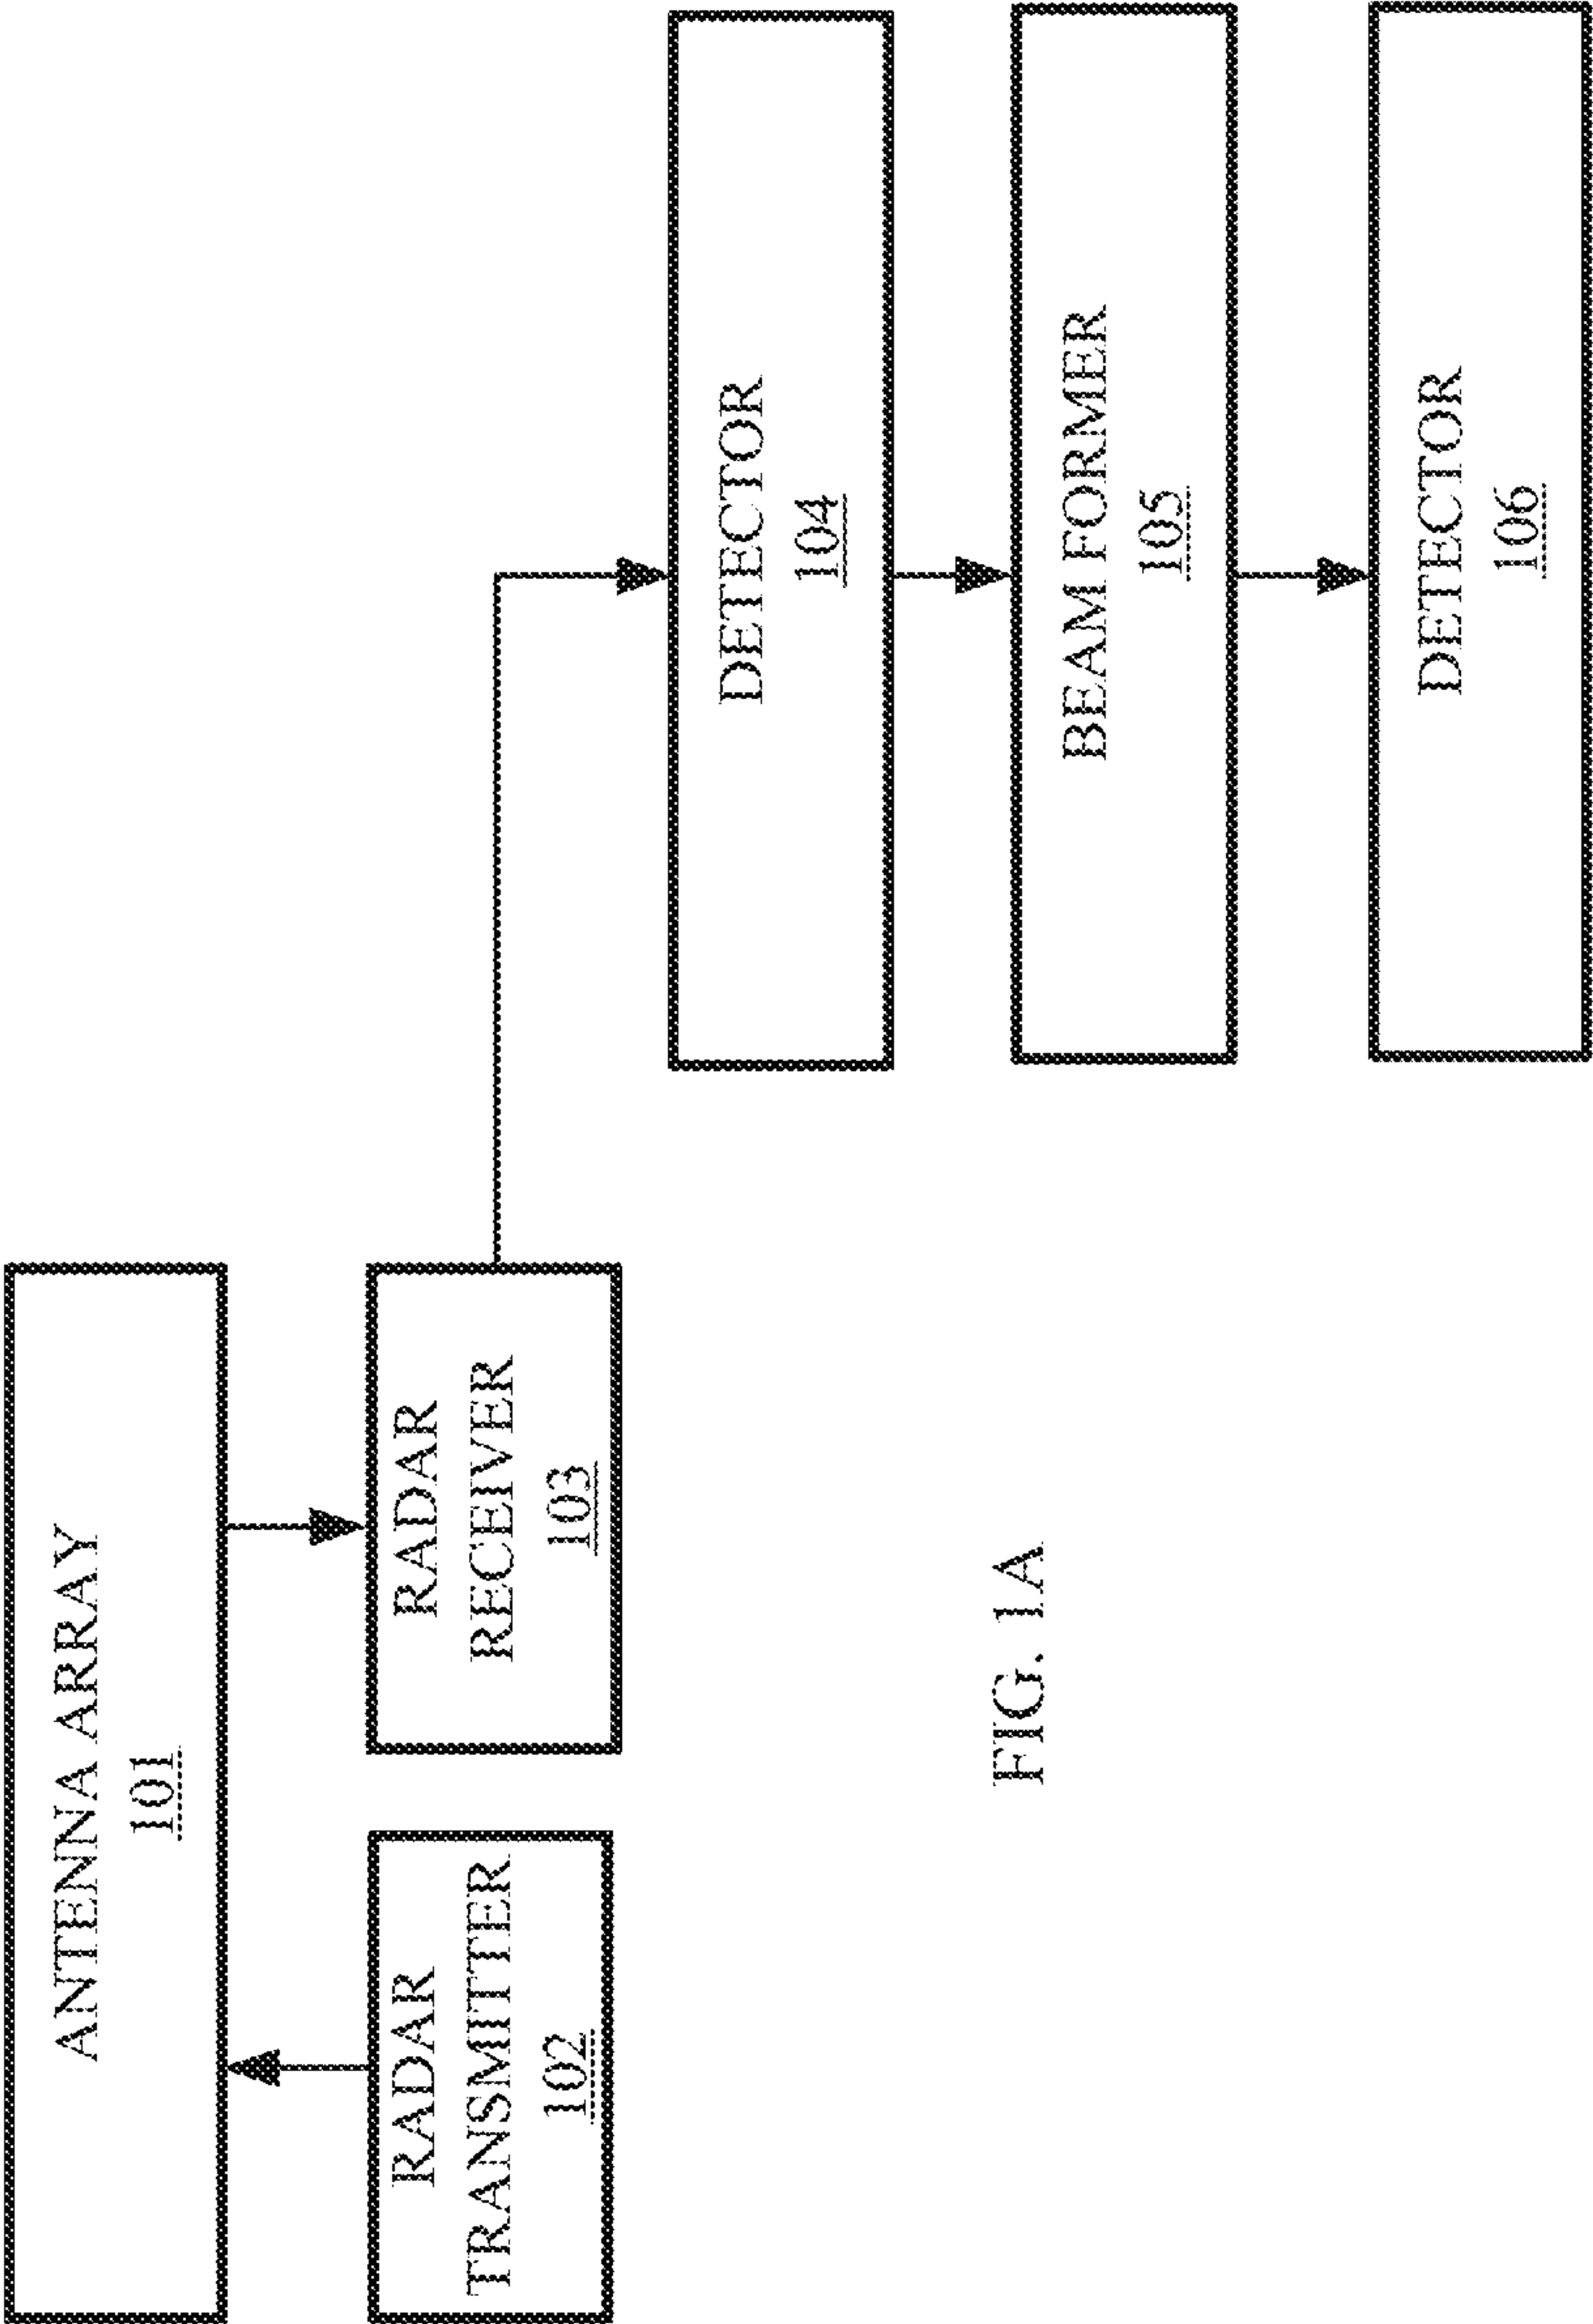 ANTENNA ARRAY
101
RADAR
TRANSMITTER
102
RADAR
RECEIVER
103
DETECTOR
104
BEAM FORMER
105
DETECTOR
106
FIG. 1A